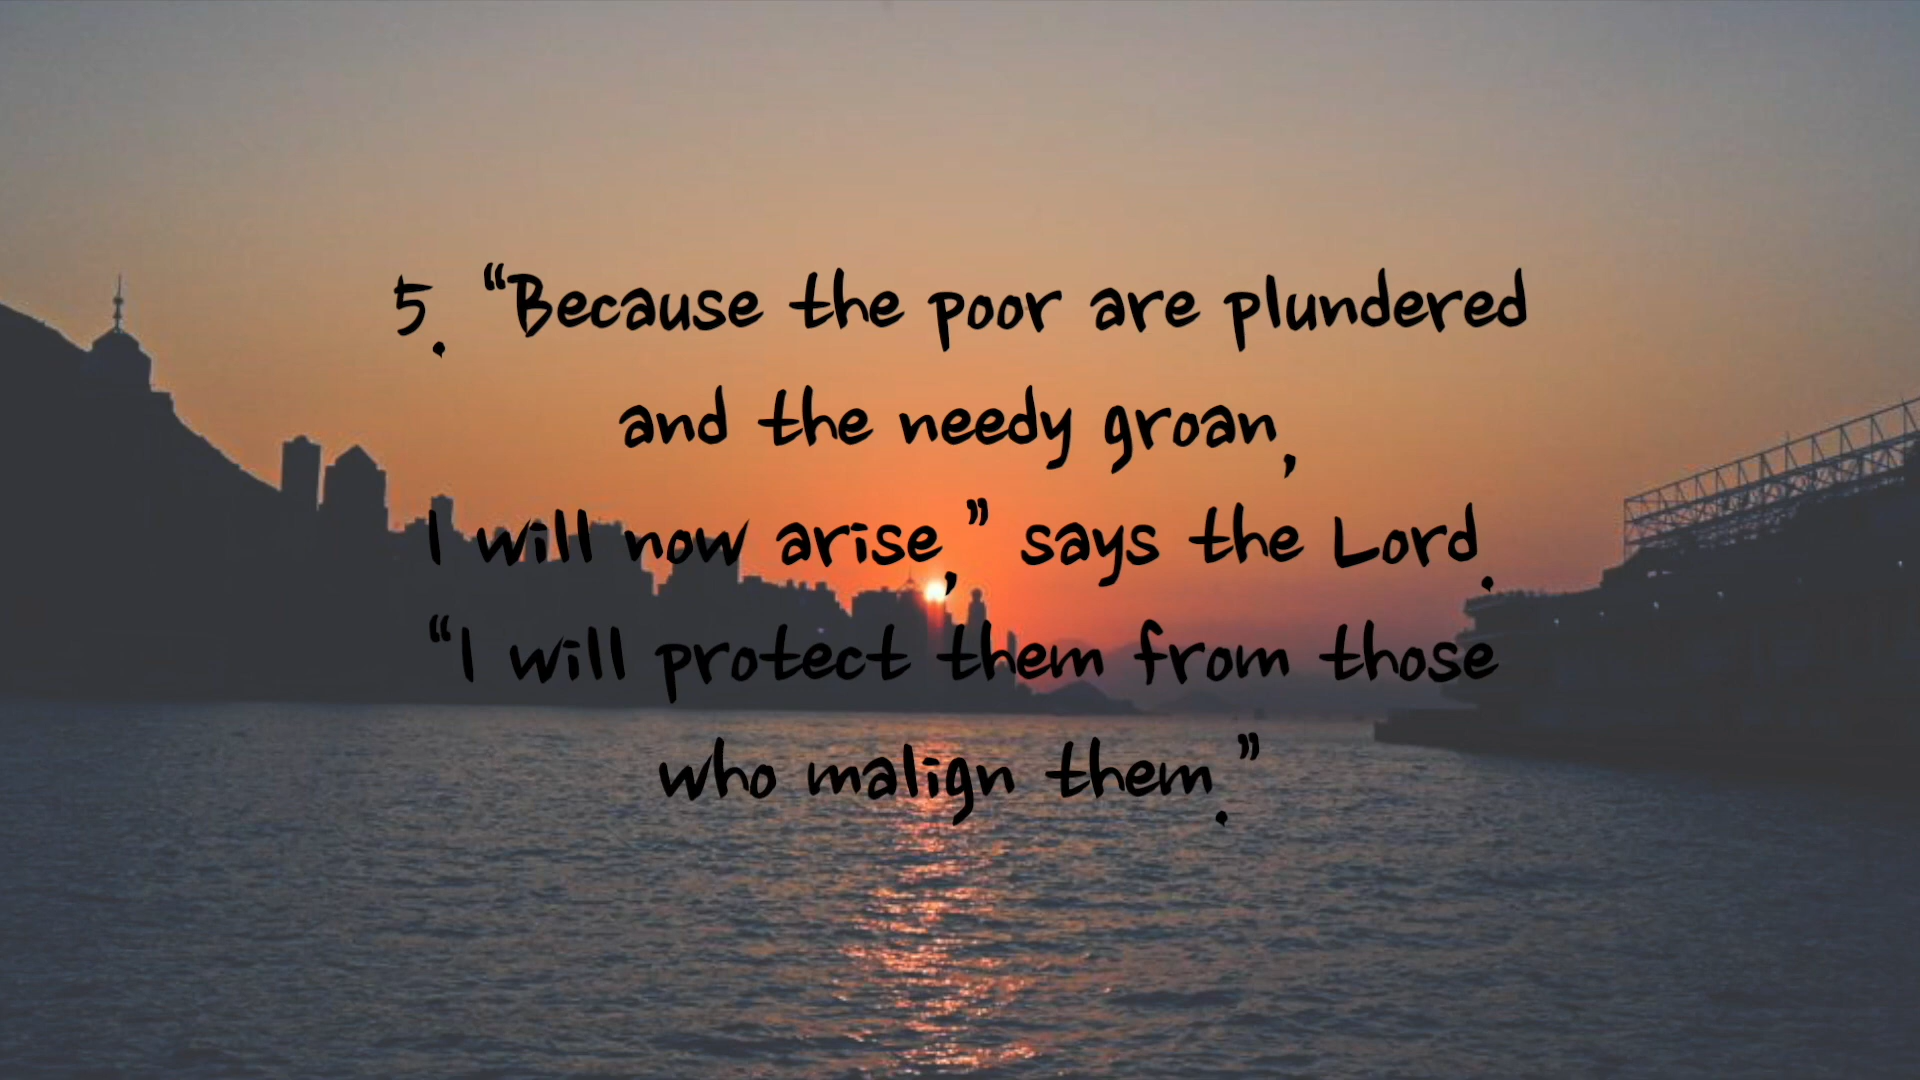 5. “Because the poor are plundered
and the needy groan,
I will now arise,” says the Lord.
“I will protect them from those
who malign them.”